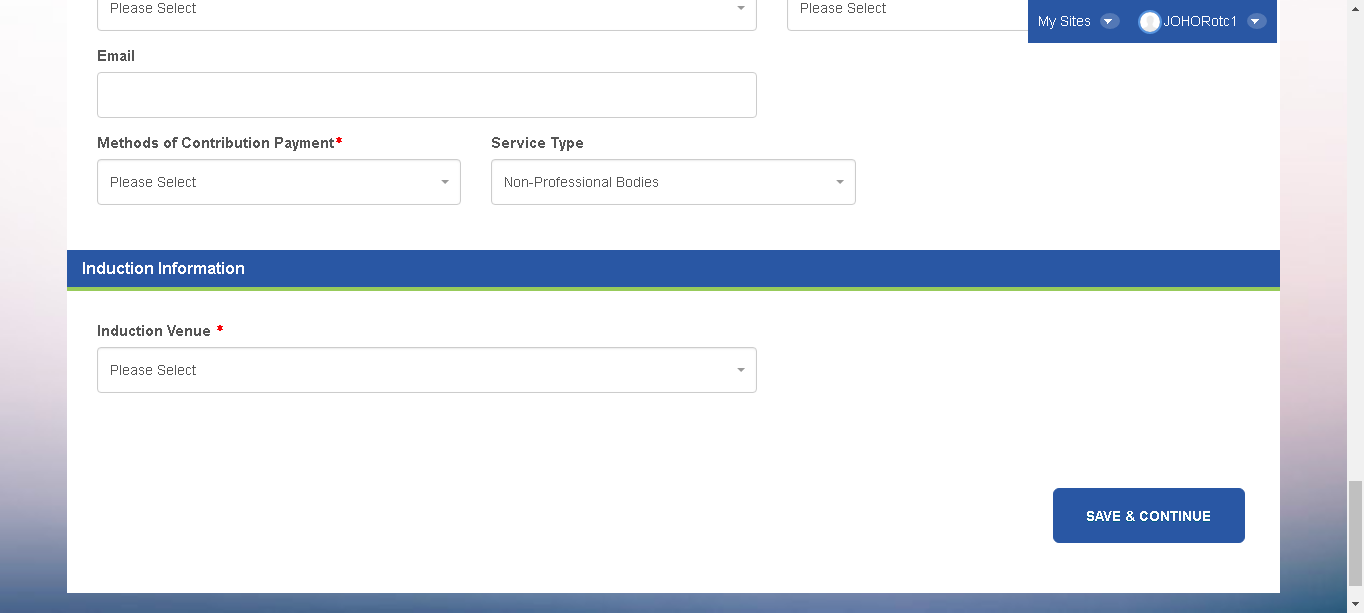 Please Select
Please Select
My Sites
JOHORotc1
Email
Methods of Contribution Payment*
Service Type
Please Select
Non-Professional Bodies
Induction Information
Induction Venue *
Please Select
SAVE & CONTINUE